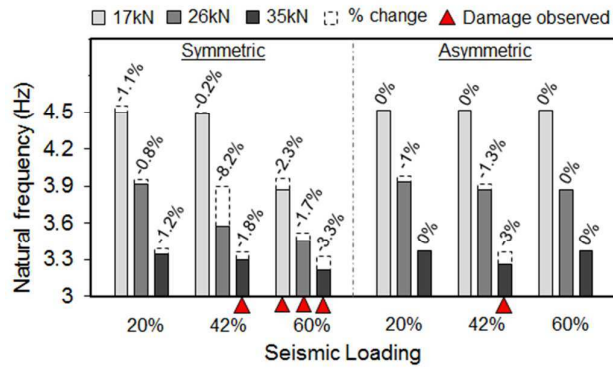 17kN 26kN 35kN % change Damage observed
Symmetric Asymmetric
Natural frequency (Hz)
4.5
4.2
3.9
3.6
3.3
3
-1.1% -0.8% -1.2% -0.2% -8.2% -1.8% -2.3% -1.7% -3.3% 0% -1% 0% 0% -1.3% -3% 0% 0% 0%
20% 42% 60% 20% 42% 60%
Seismic Loading